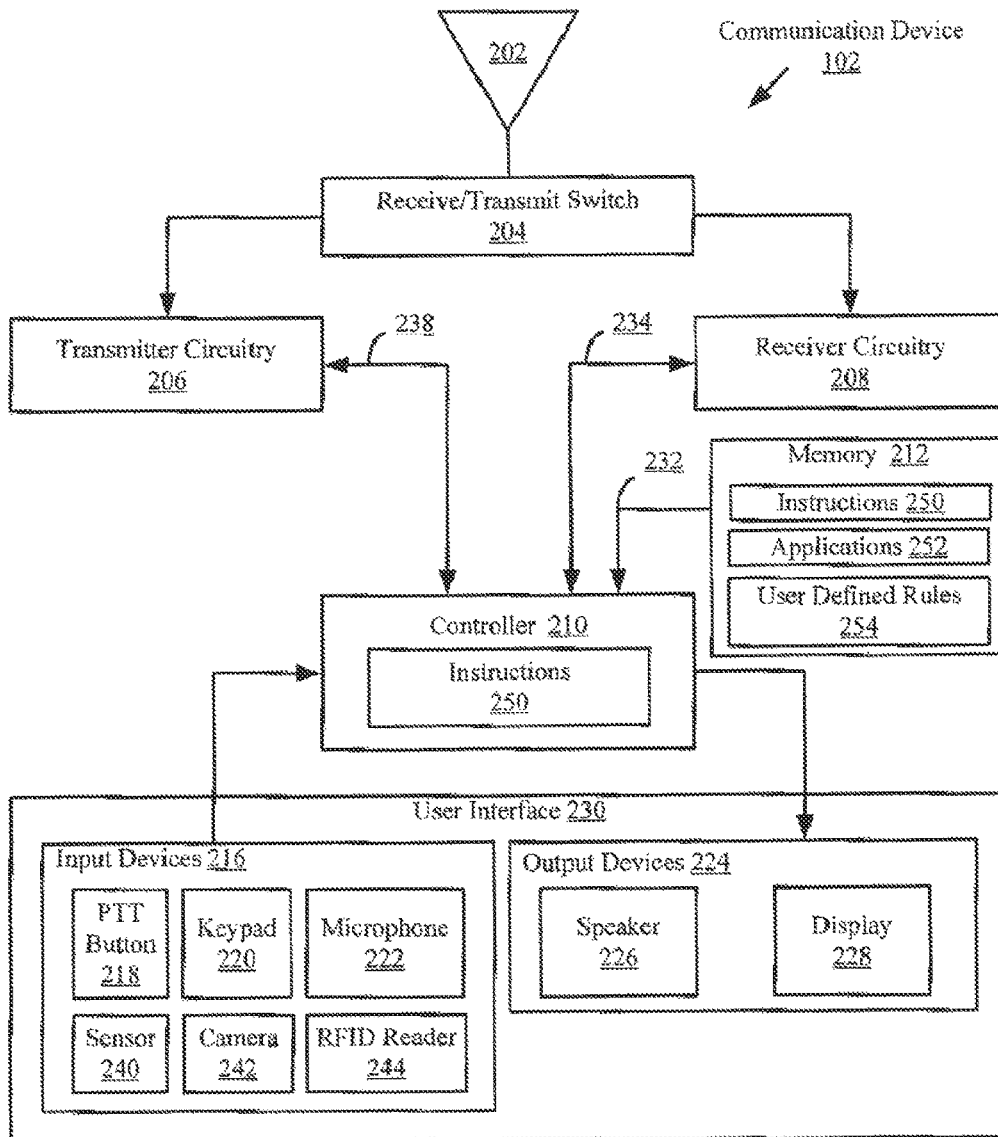 202
Communication Device
102
Receive/Transmit Switch
204
238
234
Transmitter Circuitry
206
Receiver Circuitry
208
232
Memory 212
Instructions 250
Applications 252
User Defined Rules
254
Controller 210
Instructions
250
User Interface 230
Input Devices 216
PTT
Button
218
Keypad
220
Microphone
222
Sensor
240
Camera
242
RFID Reader
244
Output Devices 224
Speaker
226
Display
228